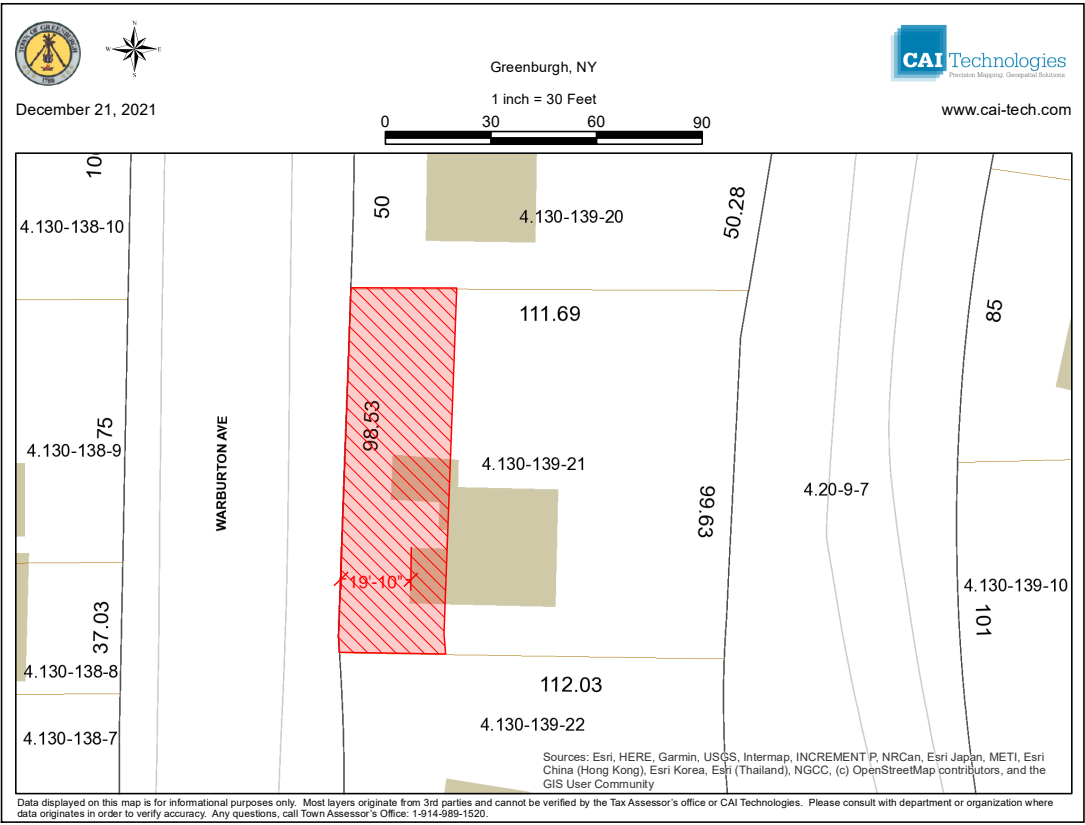 TOWN OF GREENBURGH
1788
N
W
E
S
Greenburgh, NY
CAI Technologies
Precision Mapping. Geospatial Solutions.
December 21, 2021
1 inch = 30 Feet
www.cai-tech.com
0 30 60 90
10
50
50.28
4.130-138-10
4.130-139-20
111.69
85
98.53
75
4.130-138-9
4.130-139-21
WARBURTON AVE
99.63
4.20-9-7
19'-10"
4.130-139-10
37.03
101
4.130-138-8
112.03
4.130-139-22
4.130-138-7
Sources: Esri, HERE, Garmin, USGS, Intermap, INCREMENT P, NRCan, Esri Japan, METI, Esri
China (Hong Kong), Esri Korea, Esri (Thailand), NGCC, (c) OpenStreetMap contributors, and the
GIS User Community
Data displayed on this map is for informational purposes only. Most layers originate from 3rd parties and cannot be verified by the Tax Assessor's office or CAI Technologies. Please consult with department or organization where
data originates in order to verify accuracy. Any questions, call Town Assessor's Office: 1-914-989-1520.